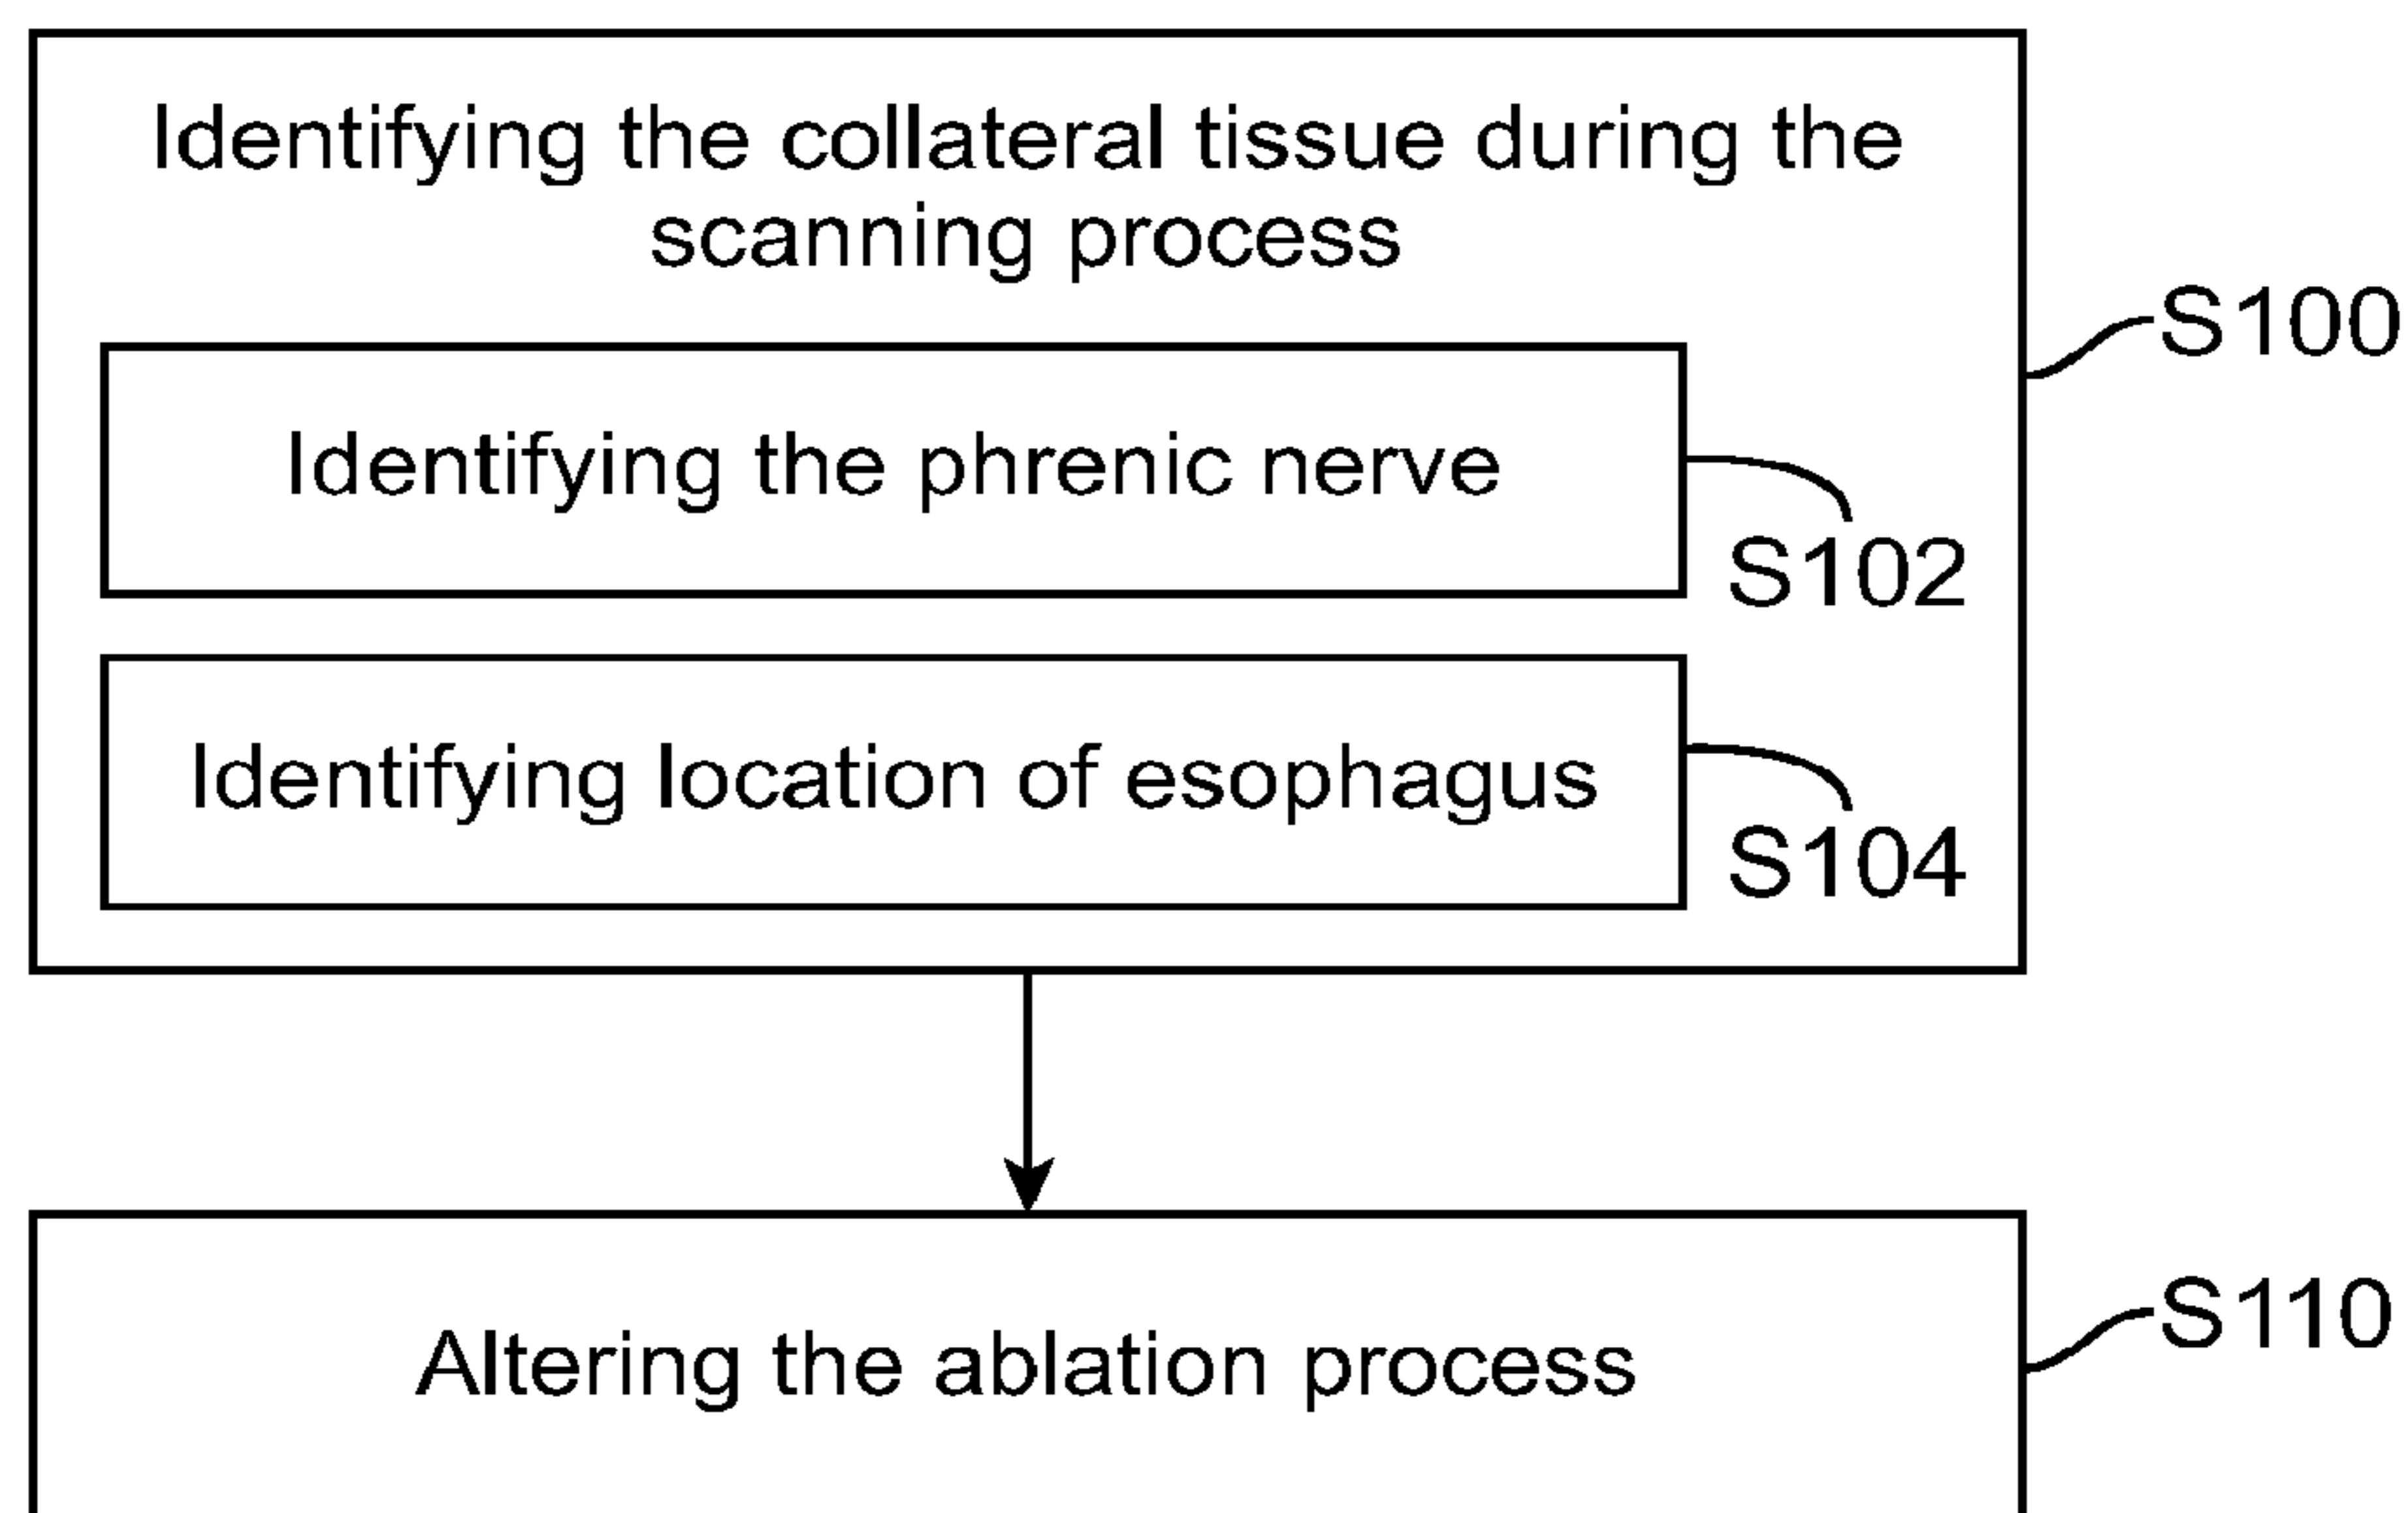 Identifying the collateral tissue during the
scanning process
S100
Identifying the phrenic nerve
S102
Identifying location of esophagus
S104
Altering the ablation process
S110